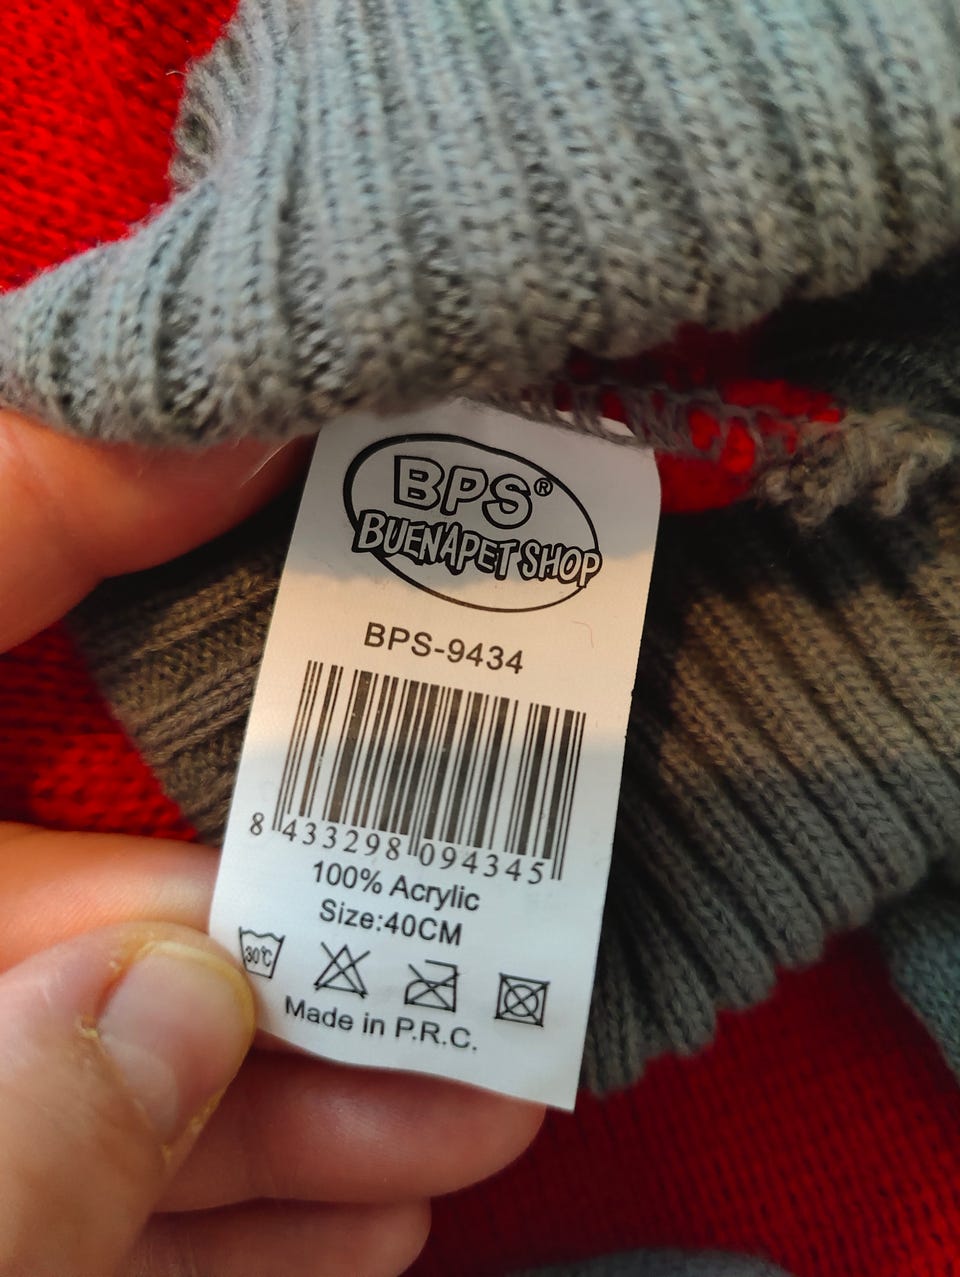 BPS®
BUENAPET SHOP
BPS-9434
8 433298 094345
100% Acrylic
Size:40CM
30°C
Made in P.R.C.